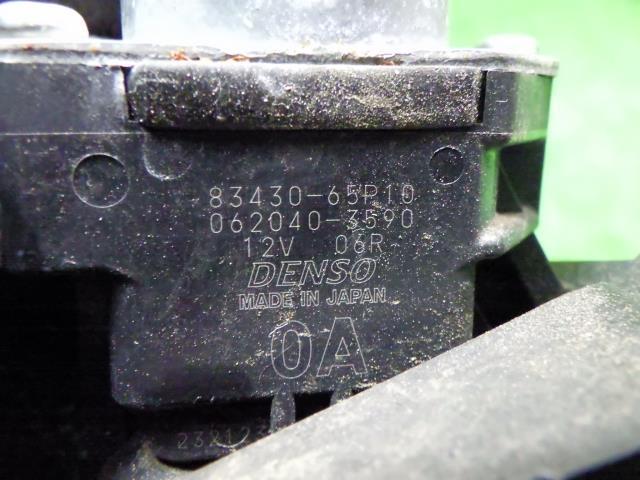 83430-65P10
062040-3590
12V 06R
DENSO
MADE IN JAPAN
0A